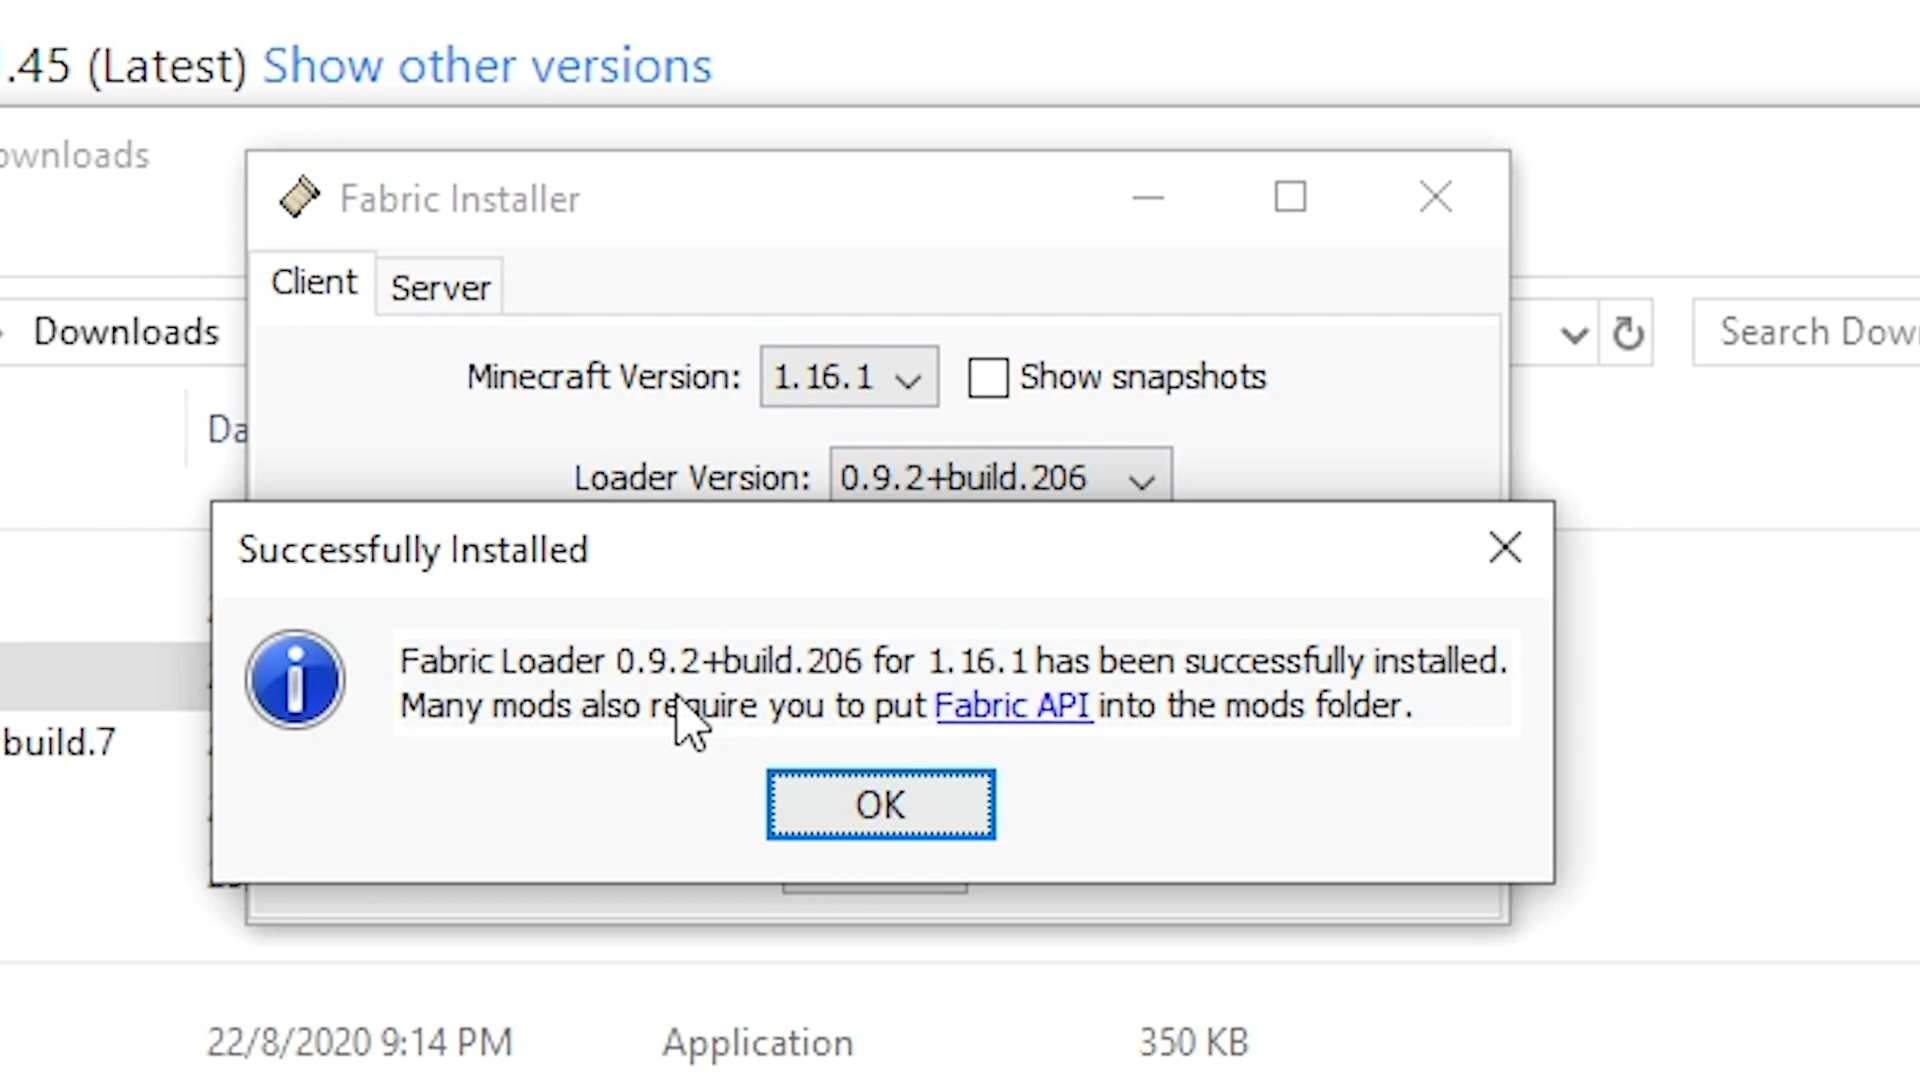 .45 (Latest) Show other versions
ownloads
Fabric Installer
Client Server
Downloads
Search Dow
Minecraft Version: 1.16.1 Show snapshots
Da
Loader Version: 0.9.2+build.206
Successfully Installed
Fabric Loader 0.9.2+build.206 for 1.16.1 has been successfully installed.
Many mods also require you to put Fabric API into the mods folder.
build.7
OK
22/8/2020 9:14 PM Application 350 KB